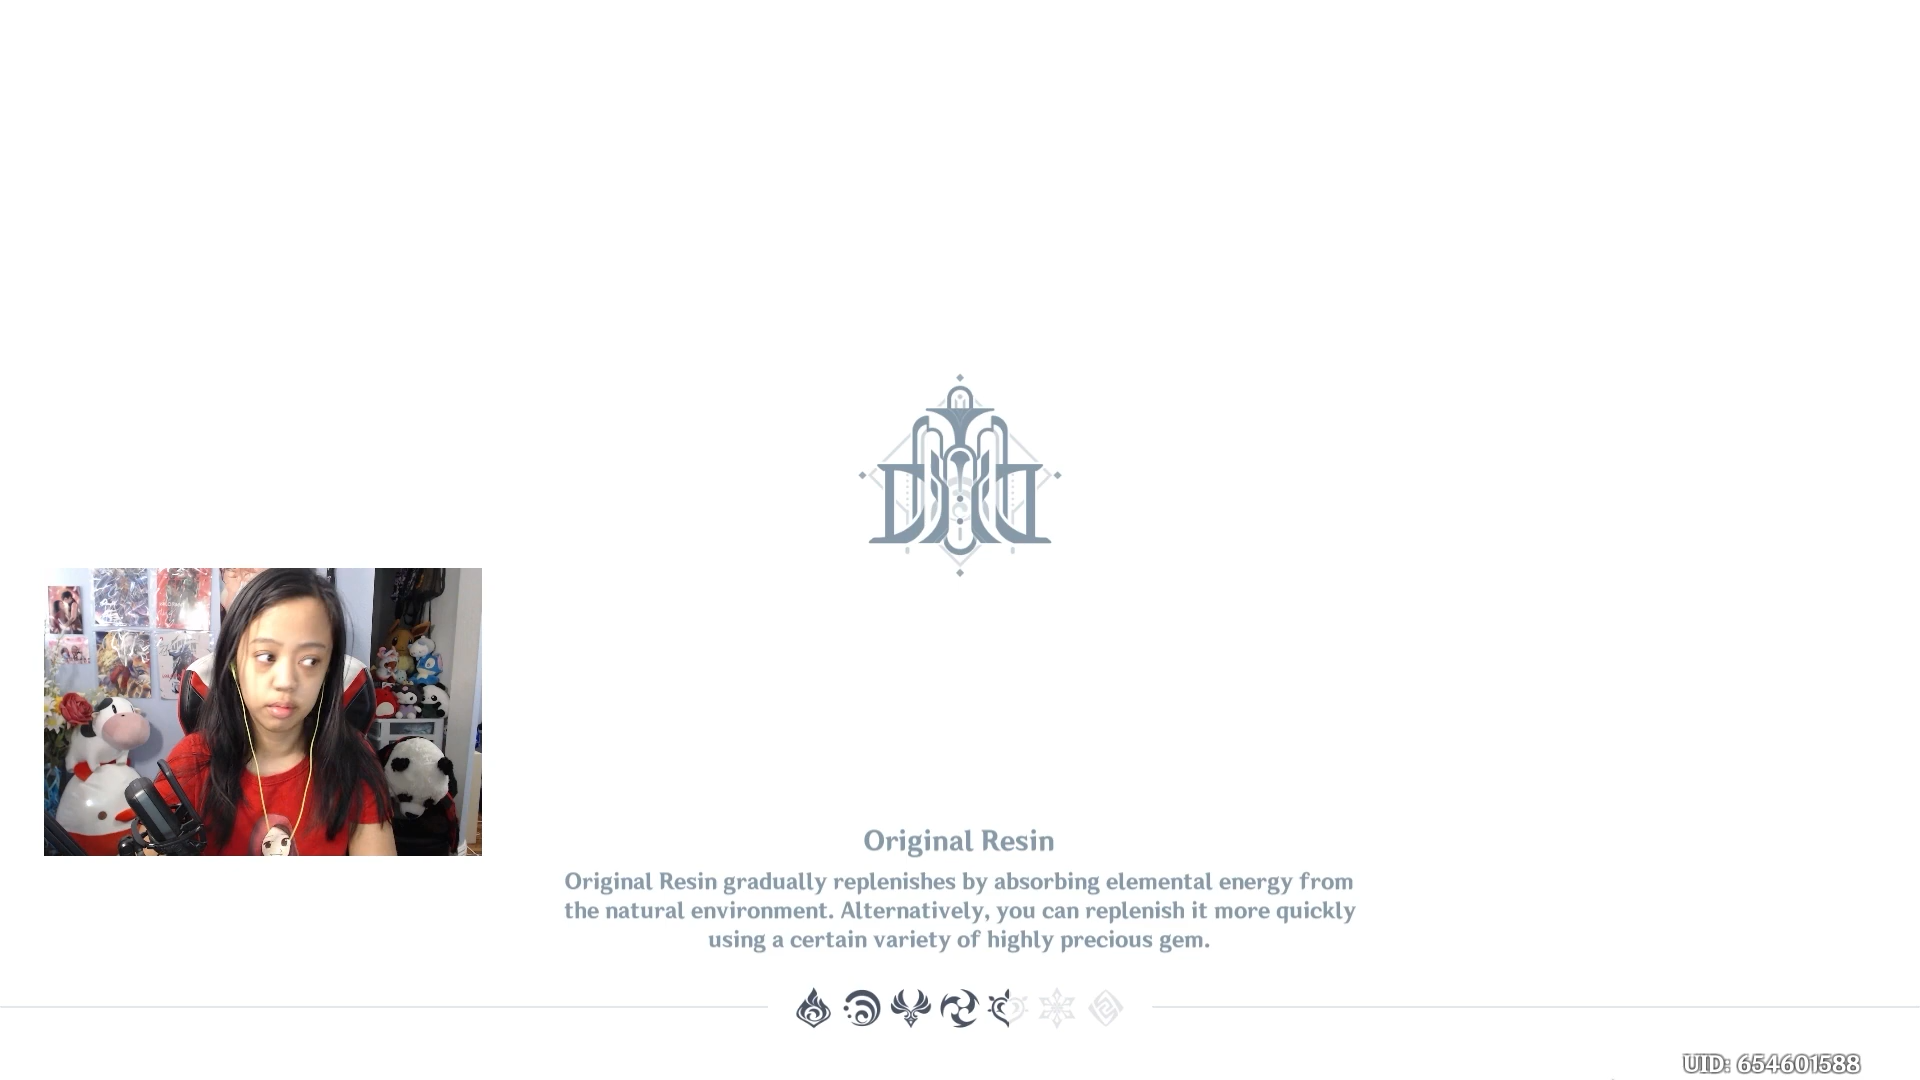 Original Resin
Original Resin gradually replenishes by absorbing elemental energy from
the natural environment. Alternatively, you can replenish it more quickly
using a certain variety of highly precious gem.
UID: 654601588